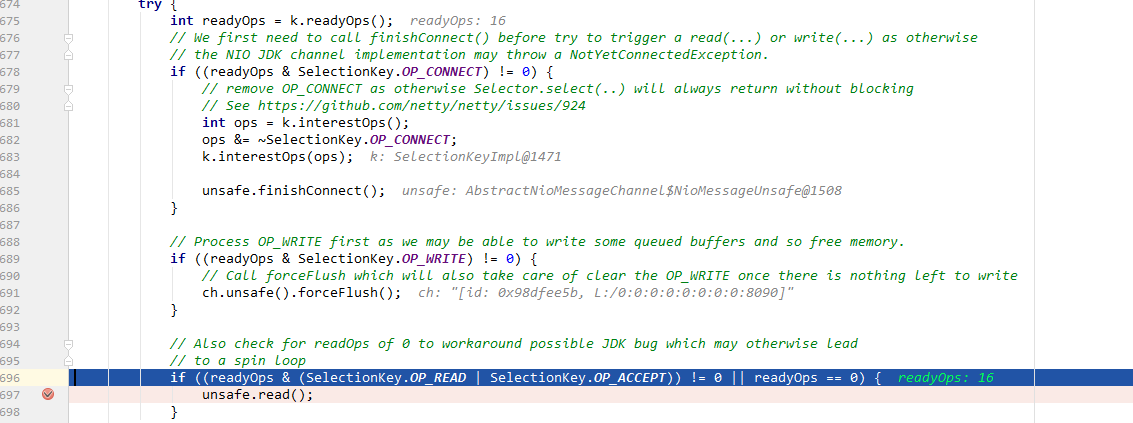 674 try {
675 int readyOps = k.readyOps(); readyOps: 16
676 // We first need to call finishConnect() before try to trigger a read(...) or write(...) as otherwise
677 // the NIO JDK channel implementation may throw a NotYetConnectedException.
678 if ((readyOps & SelectionKey.OP_CONNECT) != 0) {
679 // remove OP_CONNECT as otherwise Selector.select(..) will always return without blocking
680 // See https://github.com/netty/netty/issues/924
681 int ops = k.interestOps();
682 ops &= ~SelectionKey.OP_CONNECT;
683 k.interestOps(ops); k: SelectionKeyImpl@1471
684
685 unsafe.finishConnect(); unsafe: AbstractNioMessageChannel$NioMessageUnsafe@1508
686 }
687
688 // Process OP_WRITE first as we may be able to write some queued buffers and so free memory.
689 if ((readyOps & SelectionKey.OP_WRITE) != 0) {
690 // Call forceFlush which will also take care of clear the OP_WRITE once there is nothing left to write
691 ch.unsafe().forceFlush(); ch: "[id: 0x98dfee5b, L:/0:0:0:0:0:0:0:0:8090]"
692 }
693
694 // Also check for readOps of 0 to workaround possible JDK bug which may otherwise lead
695 // to a spin loop
696 if ((readyOps & (SelectionKey.OP_READ | SelectionKey.OP_ACCEPT)) != 0 || readyOps == 0) { readyOps: 16
697 unsafe.read();
698 }